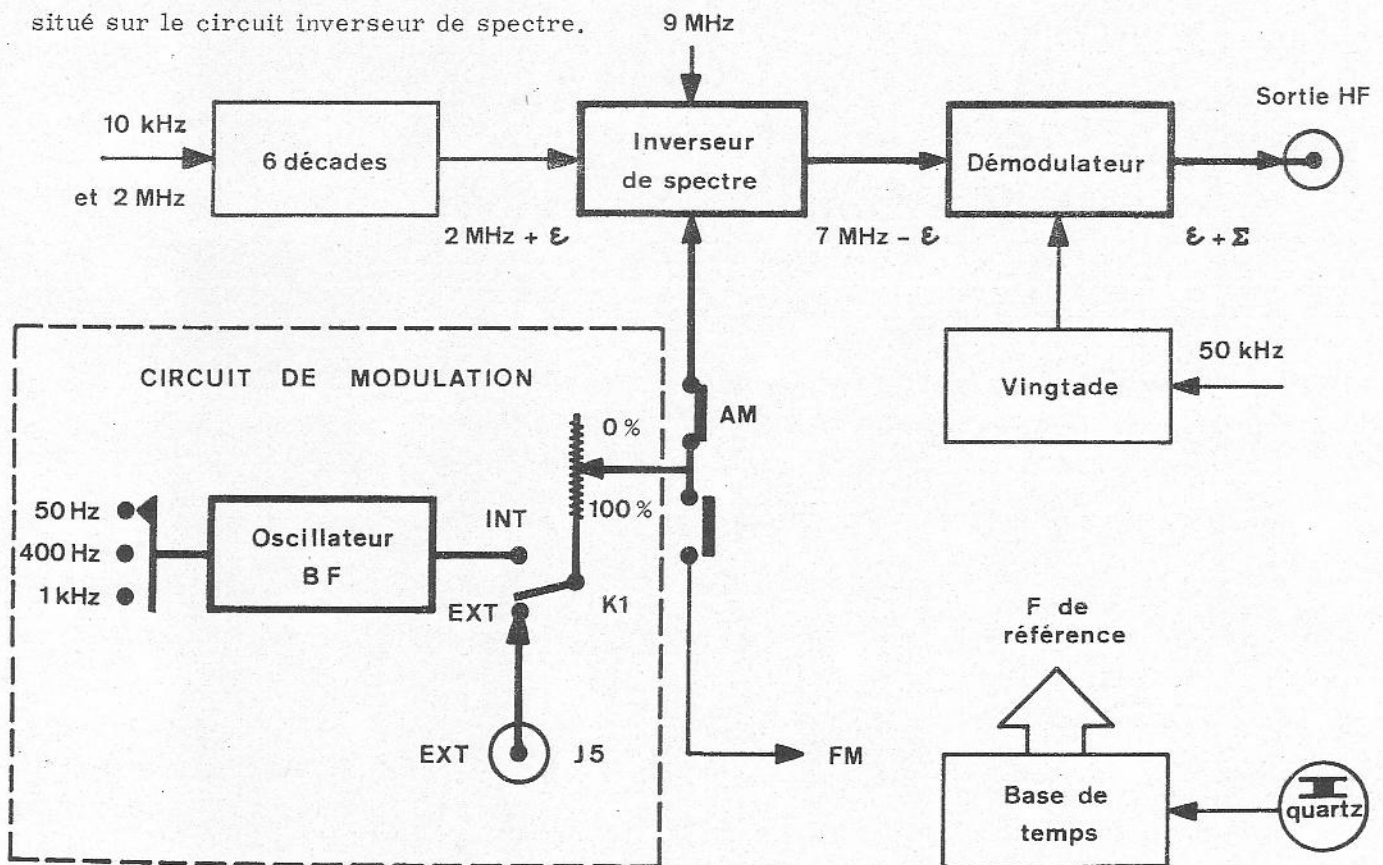 situé sur le circuit inverseur de spectre.
9 MHz
10 kHz
et 2 MHz
6 décades
2 MHz + ε
Inverseur
de spectre
7 MHz - ε
Démodulateur
ε + Σ
Sortie HF
Vingtade
50 kHz
CIRCUIT DE MODULATION
0 %
100 %
AM
50 Hz
400 Hz
1 kHz
Oscillateur
BF
INT
EXT
K1
EXT
J5
FM
F de
référence
Base de
temps
quartz